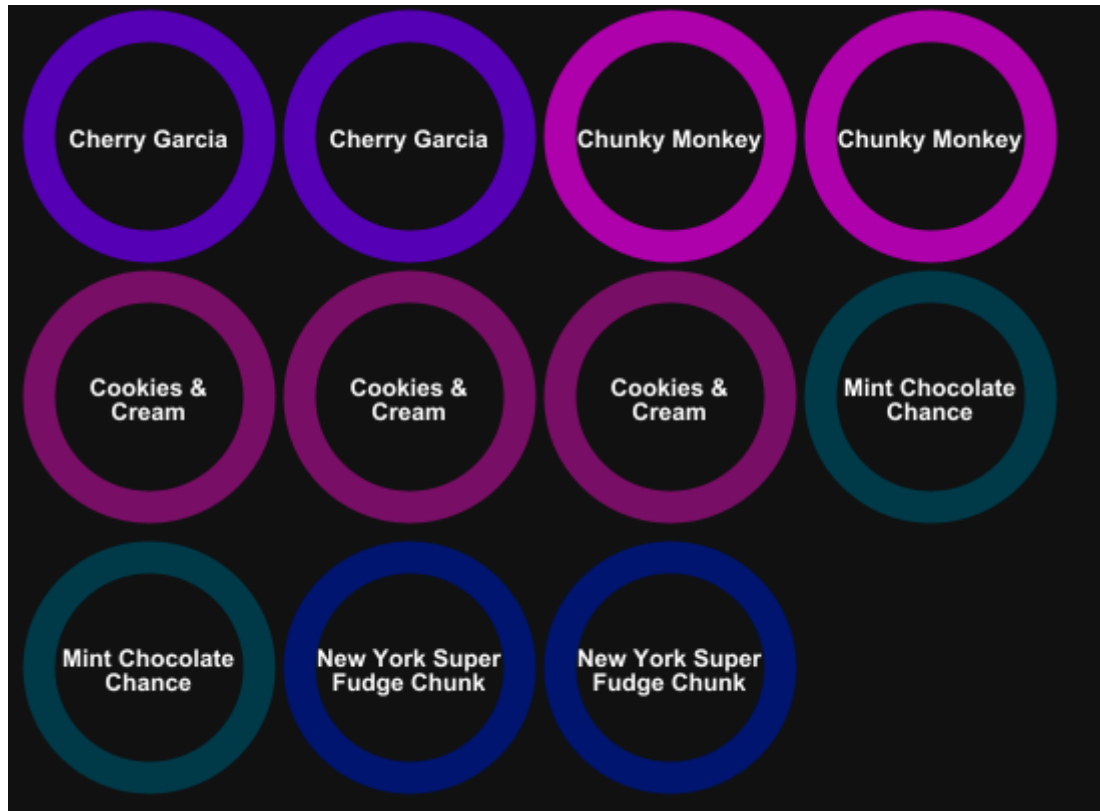 Cherry Garcia
Cherry Garcia
Chunky Monkey
Chunky Monkey
Cookies &
Cream
Cookies &
Cream
Cookies &
Cream
Mint Chocolate
Chance
Mint Chocolate
Chance
New York Super
Fudge Chunk
New York Super
Fudge Chunk